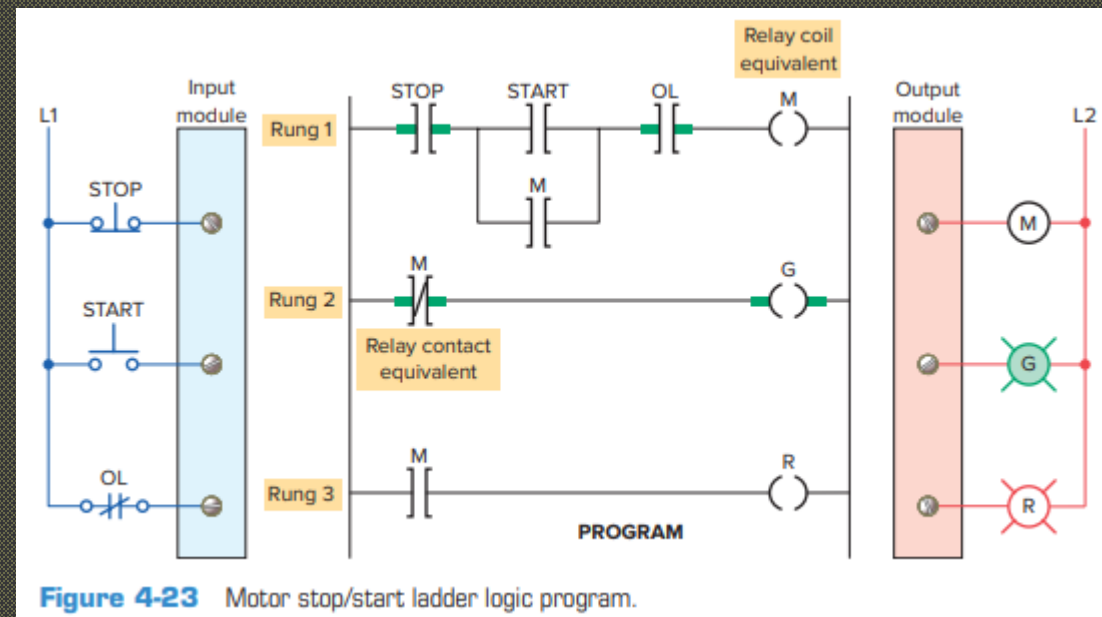 Relay coil
equivalent
Input
module
STOP
START
OL
M
Output
module
L1
L2
Rung 1
STOP
M
M
M
G
Rung 2
START
Relay contact
equivalent
G
OL
M
R
Rung 3
R
PROGRAM
Figure 4-23 Motor stop/start ladder logic program.